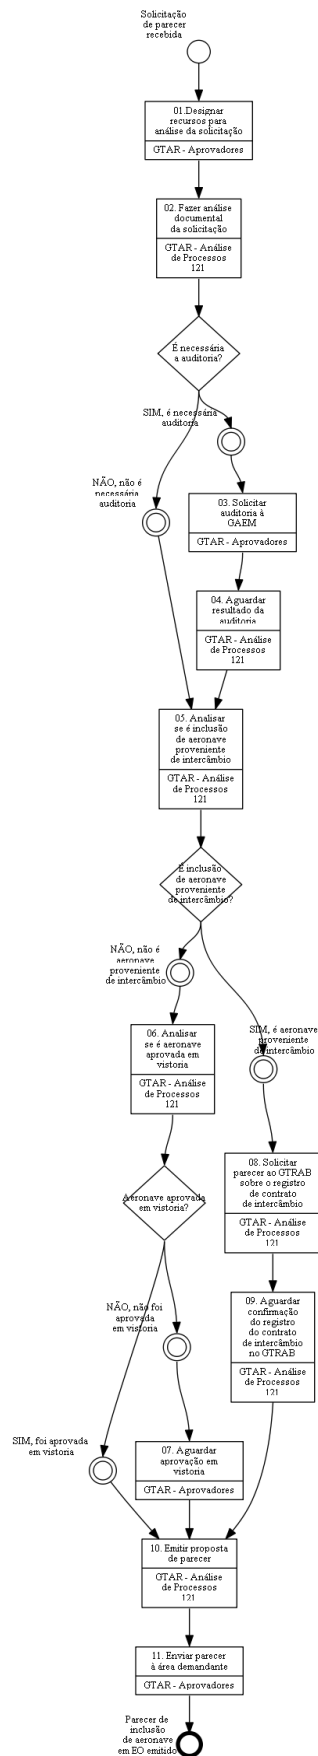 Solicitação
de parecer
recebida
01.Designar
recursos para
análise da solicitação
GTAR - Aprovadores
02. Fazer análise
documental
da solicitação
GTAR - Análise
de Processos
121
É necessária
a auditoria?
SIM, é necessária
auditoria
NÃO, não é
necessária
auditoria
03. Solicitar
auditoria à
GAEM
GTAR - Aprovadores
04. Aguardar
resultado da
auditoria
GTAR - Análise
de Processos
121
05. Analisar
se é inclusão
de aeronave
proveniente
de intercâmbio
GTAR - Análise
de Processos
121
É inclusão
de aeronave
proveniente
de intercâmbio?
NÃO, não é
aeronave
proveniente
de intercâmbio
SIM, é aeronave
proveniente
de intercâmbio
06. Analisar
se é aeronave
aprovada em
vistoria
GTAR - Análise
de Processos
121
08. Solicitar
parecer ao GTRAB
sobre o registro
de contrato
de intercâmbio
GTAR - Análise
de Processos
121
Aeronave aprovada
em vistoria?
09. Aguardar
confirmação
do registro
do contrato
de intercâmbio
no GTRAB
GTAR - Análise
de Processos
121
NÃO, não foi
aprovada
em vistoria
SIM, foi aprovada
em vistoria
07. Aguardar
aprovação em
vistoria
GTAR - Aprovadores
10. Emitir proposta
de parecer
GTAR - Análise
de Processos
121
11. Enviar parecer
à área demandante
GTAR - Aprovadores
Parecer de
inclusão
de aeronave
em EO emitido